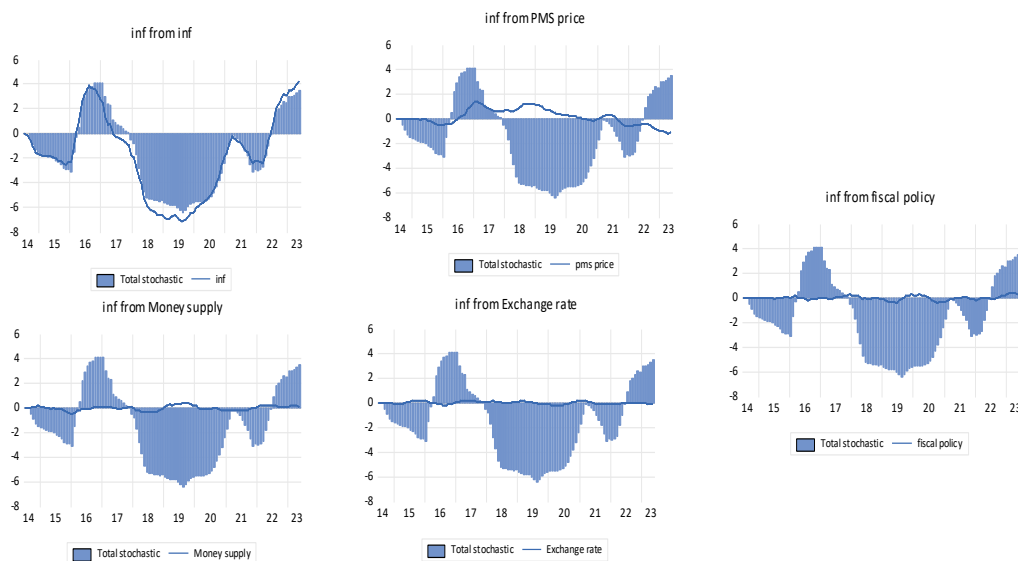 inf from inf
6
4
2
0
-2
-4
-6
-8
14 15 16 17 18 19 20 21 22 23
Total stochastic inf
inf from PMS price
6
4
2
0
-2
-4
-6
-8
14 15 16 17 18 19 20 21 22 23
Total stochastic pms price
inf from fiscal policy
6
4
2
0
-2
-4
-6
-8
14 15 16 17 18 19 20 21 22 23
Total stochastic fiscal policy
inf from Money supply
6
4
2
0
-2
-4
-6
-8
14 15 16 17 18 19 20 21 22 23
Total stochastic Money supply
inf from Exchange rate
6
4
2
0
-2
-4
-6
-8
14 15 16 17 18 19 20 21 22 23
Total stochastic Exchange rate